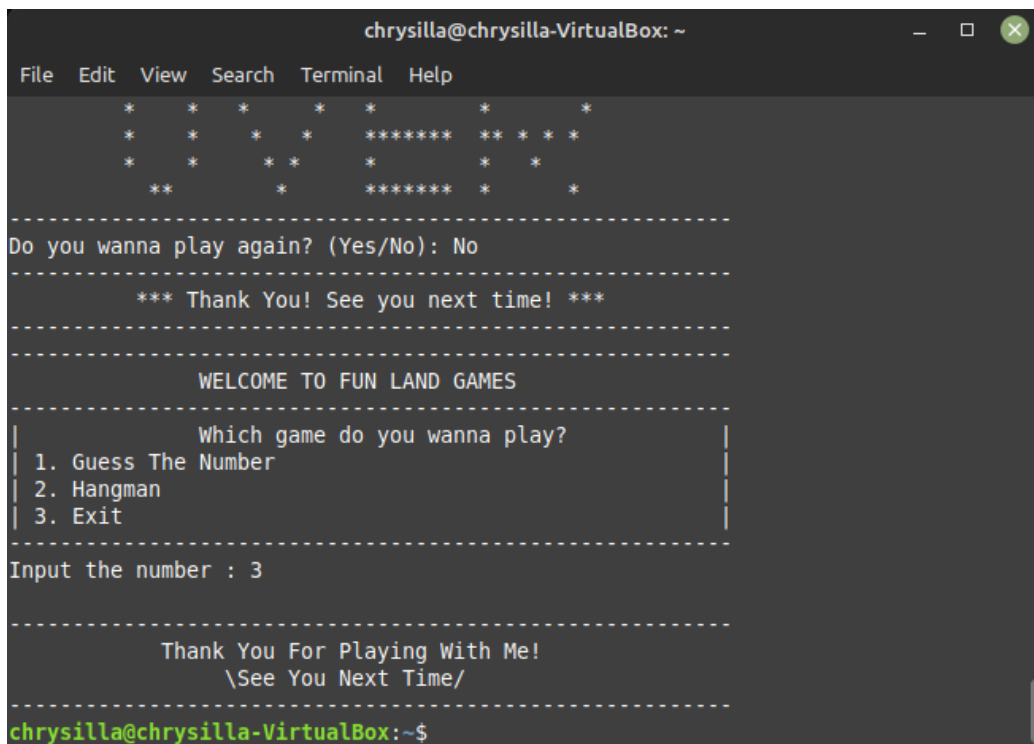 chrysilla@chrysilla-VirtualBox: ~
File Edit View Search Terminal Help
         *    *   *     *   *        *       *
         *    *    *   *    *******  ** * * *
         *    *     * *     *        *   *
           **        *      *******  *      *
---------------------------------------------------------
Do you wanna play again? (Yes/No): No
---------------------------------------------------------
          *** Thank You! See you next time! ***
---------------------------------------------------------
---------------------------------------------------------
               WELCOME TO FUN LAND GAMES
---------------------------------------------------------
|              Which game do you wanna play?            |
| 1. Guess The Number                                   |
| 2. Hangman                                            |
| 3. Exit                                               |
---------------------------------------------------------
Input the number : 3
---------------------------------------------------------
            Thank You For Playing With Me!
                 \See You Next Time/
---------------------------------------------------------
chrysilla@chrysilla-VirtualBox:~$